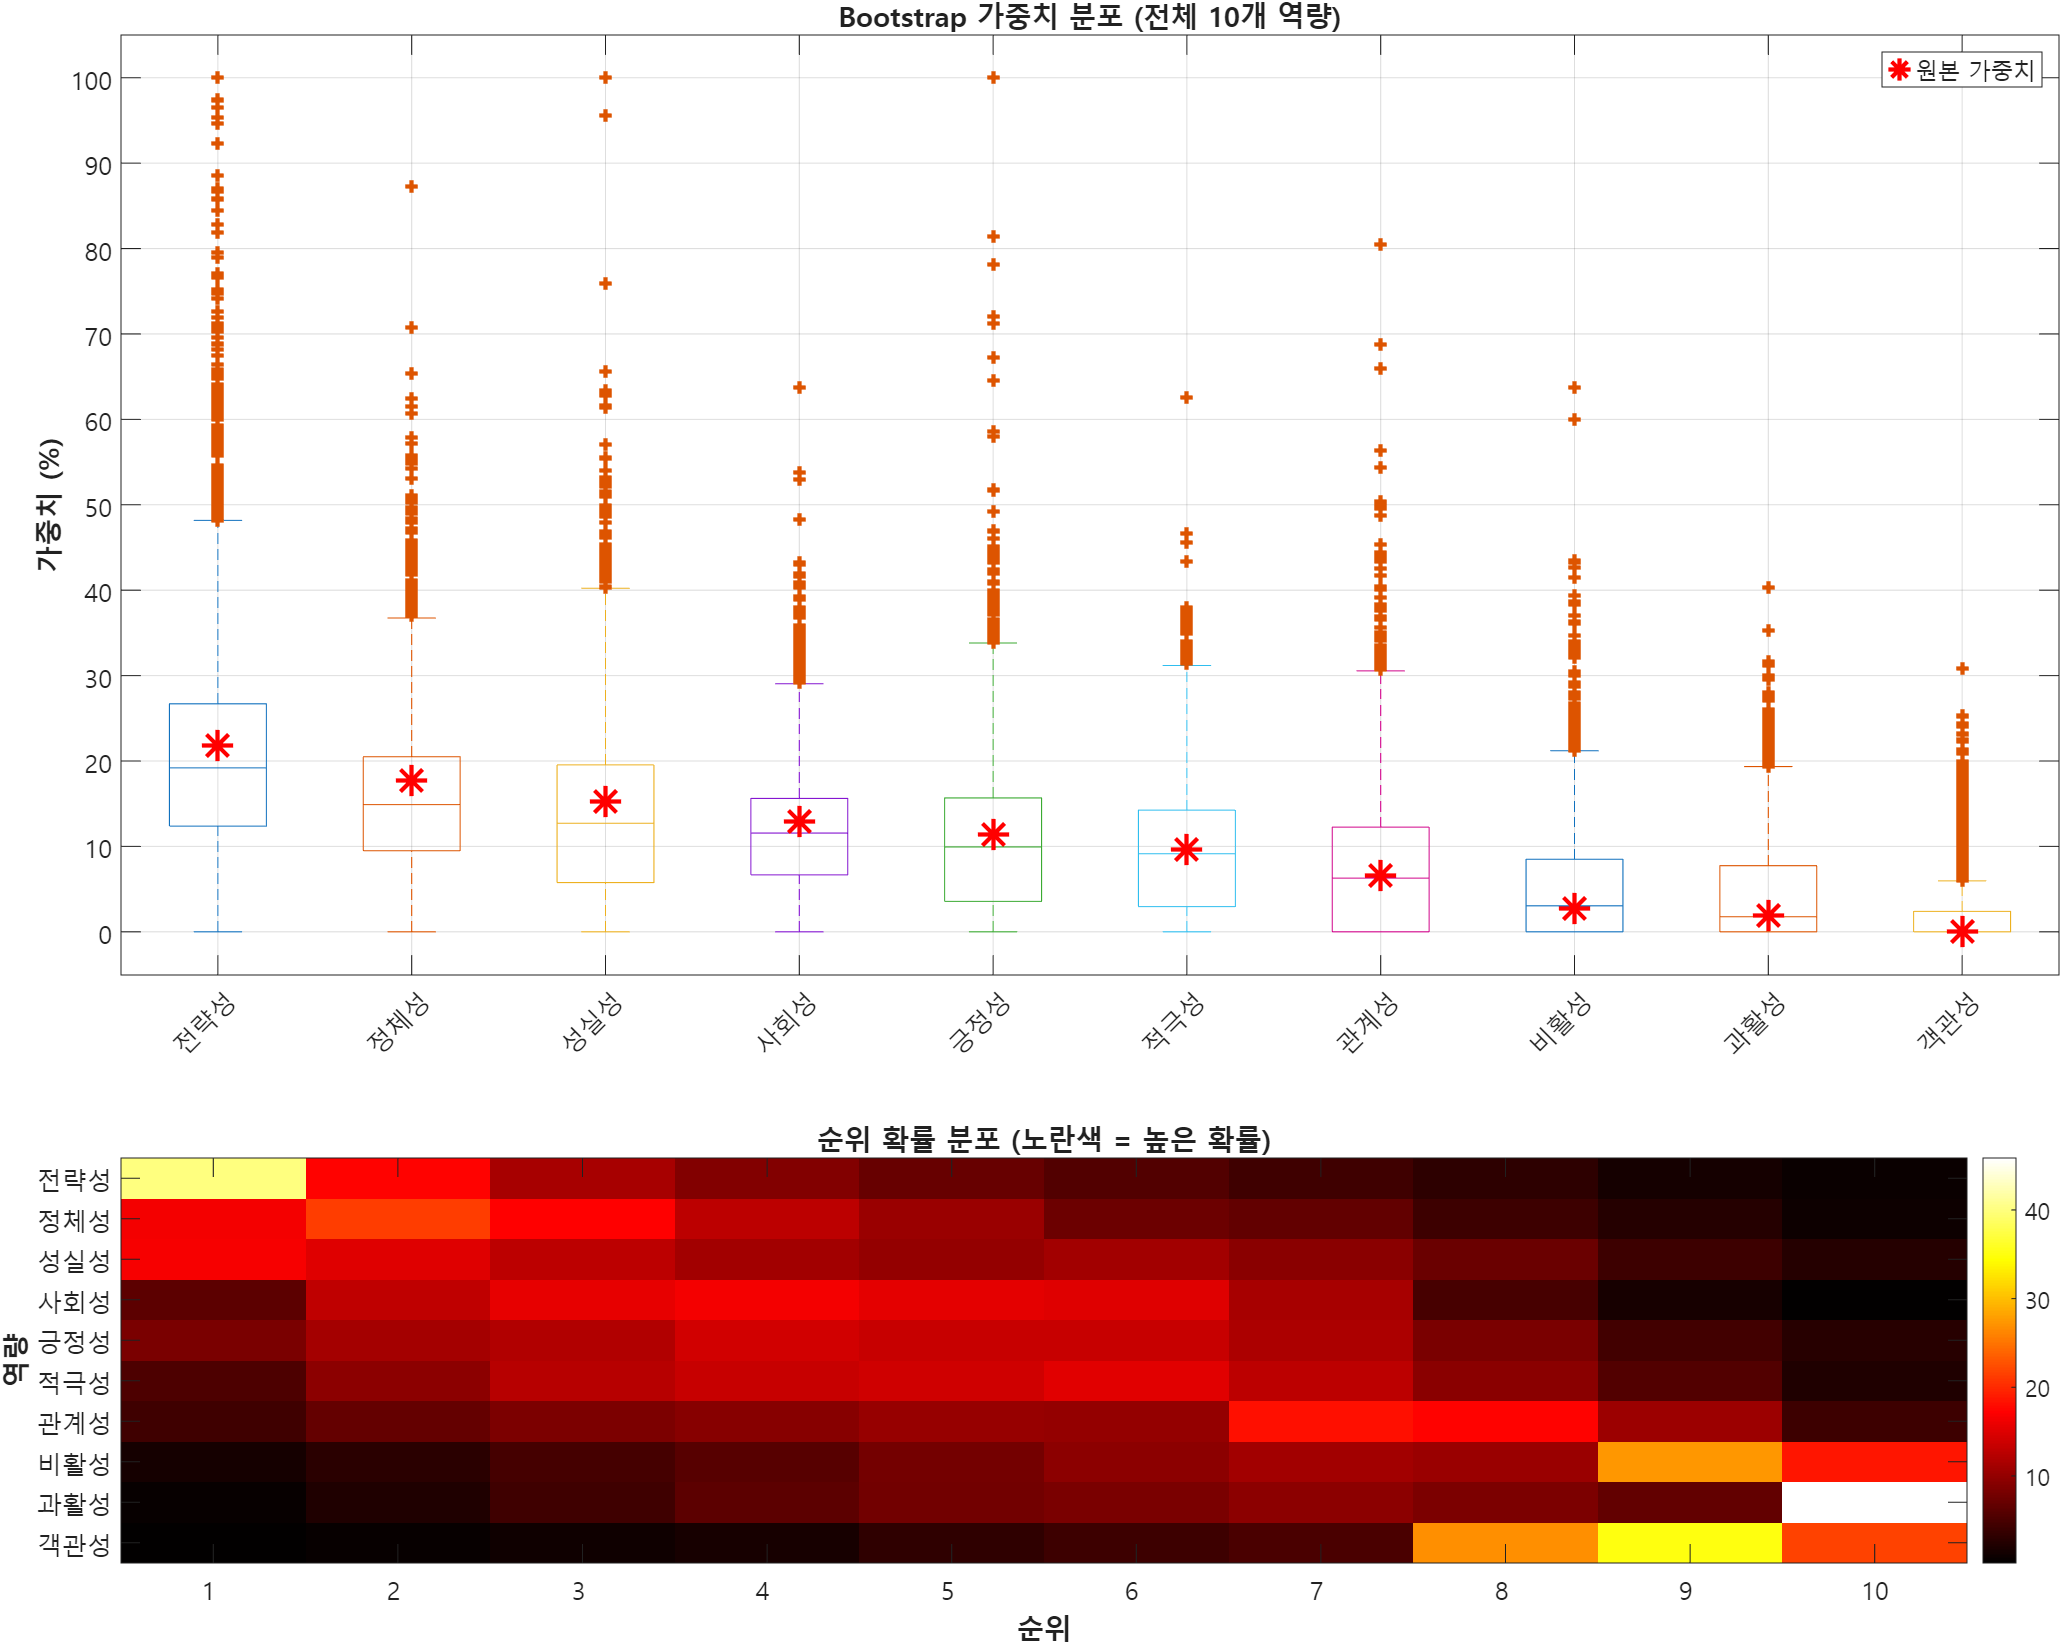 Bootstrap 가중치 분포 (전체 10개 역량)
원본 가중치
100
90
80
70
60
50
40
30
20
10
0
가중치 (%)
전략성
정체성
성실성
사회성
긍정성
적극성
관계성
비활성
과활성
객관성
순위 확률 분포 (노란색 = 높은 확률)
전략성
정체성
성실성
사회성
긍정성
적극성
관계성
비활성
과활성
객관성
역량
1 2 3 4 5 6 7 8 9 10
순위
40
30
20
10